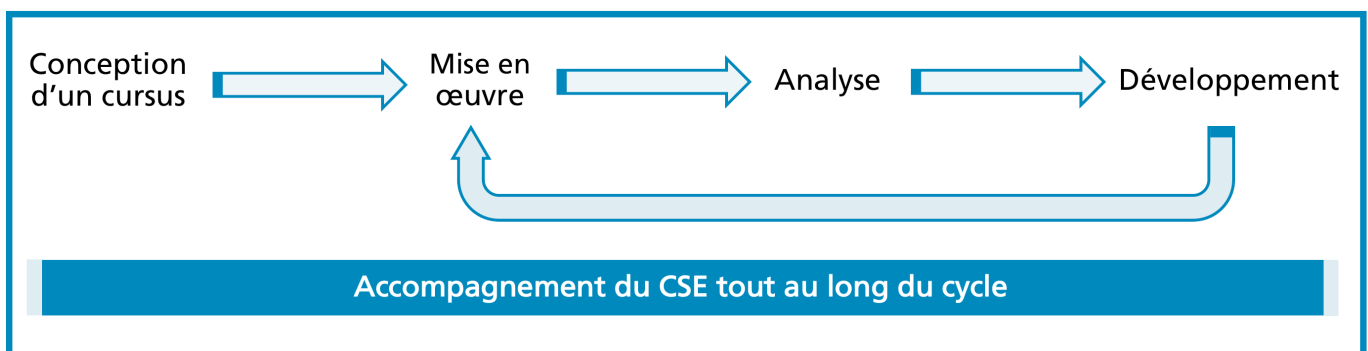 Conception
d'un cursus
Mise en
œuvre
Analyse
Développement
Accompagnement du CSE tout au long du cycle